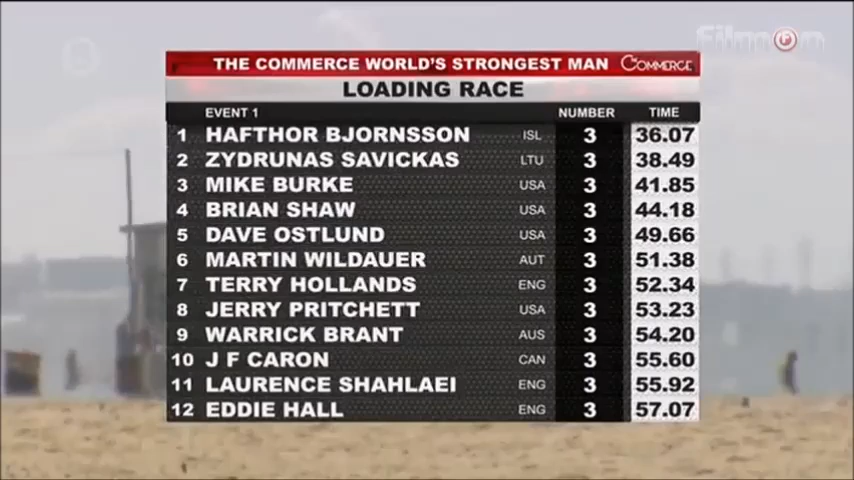 Filmon
THE COMMERCE WORLD'S STRONGEST MAN COMMERCE
LOADING RACE
EVENT 1 NUMBER TIME
1 HAFTHOR BJORNSSON ISL 3 36.07
2 ZYDRUNAS SAVICKAS LTU 3 38.49
3 MIKE BURKE USA 3 41.85
4 BRIAN SHAW USA 3 44.18
5 DAVE OSTLUND USA 3 49.66
6 MARTIN WILDAUER AUT 3 51.38
7 TERRY HOLLANDS ENG 3 52.34
8 JERRY PRITCHETT USA 3 53.23
9 WARRICK BRANT AUS 3 54.20
10 J F CARON CAN 3 55.60
11 LAURENCE SHAHLAEI ENG 3 55.92
12 EDDIE HALL ENG 3 57.07